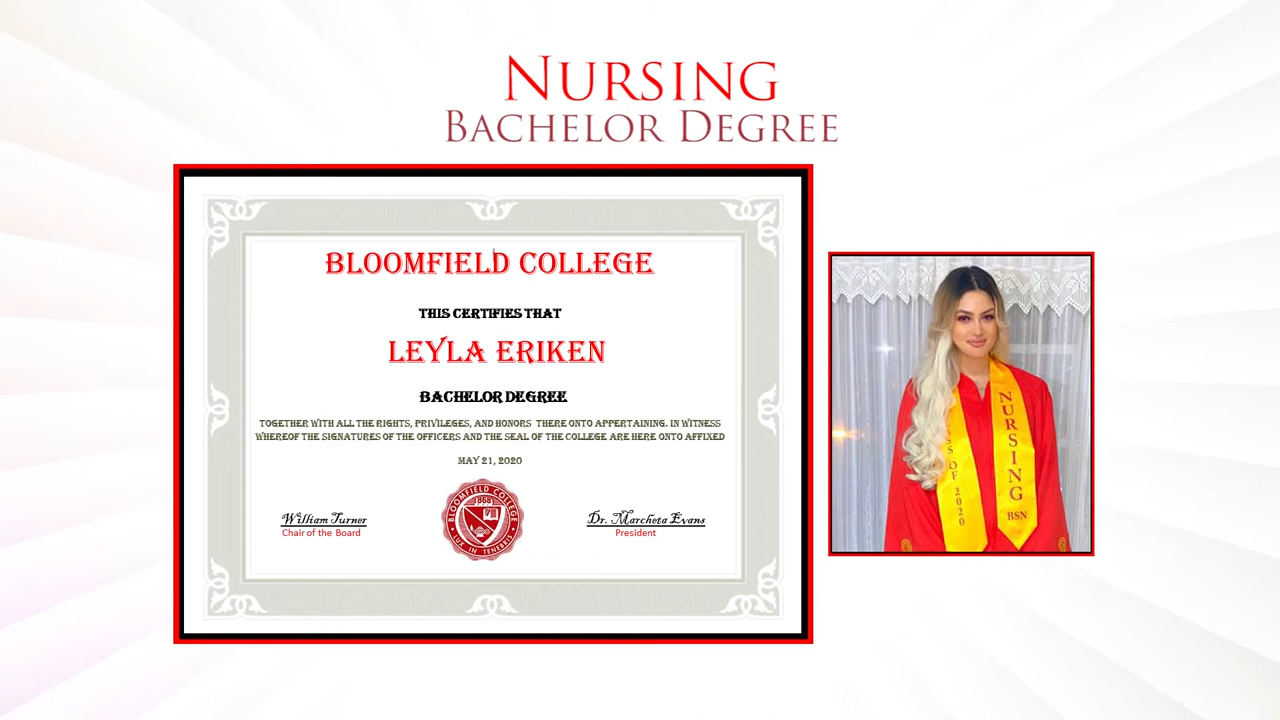 NURSING
BACHELOR DEGREE
BLOOMFIELD COLLEGE
THIS CERTIFIES THAT
LEYLA ERIKEN
BACHELOR DEGREE
TOGETHER WITH ALL THE RIGHTS, PRIVILEGES, AND HONORS THERE ONTO APPERTAINING. IN WITNESS
WHEREOF THE SIGNATURES OF THE OFFICERS AND THE SEAL OF THE COLLEGE ARE HERE ONTO AFFIXED
MAY 21, 2020
BLOOMFIELD COLLEGE
1868
LUX IN TENEBRIS
William Turner
Chair of the Board
Dr. Marcheta Evans
President
OF 2020
NURSING
BSN